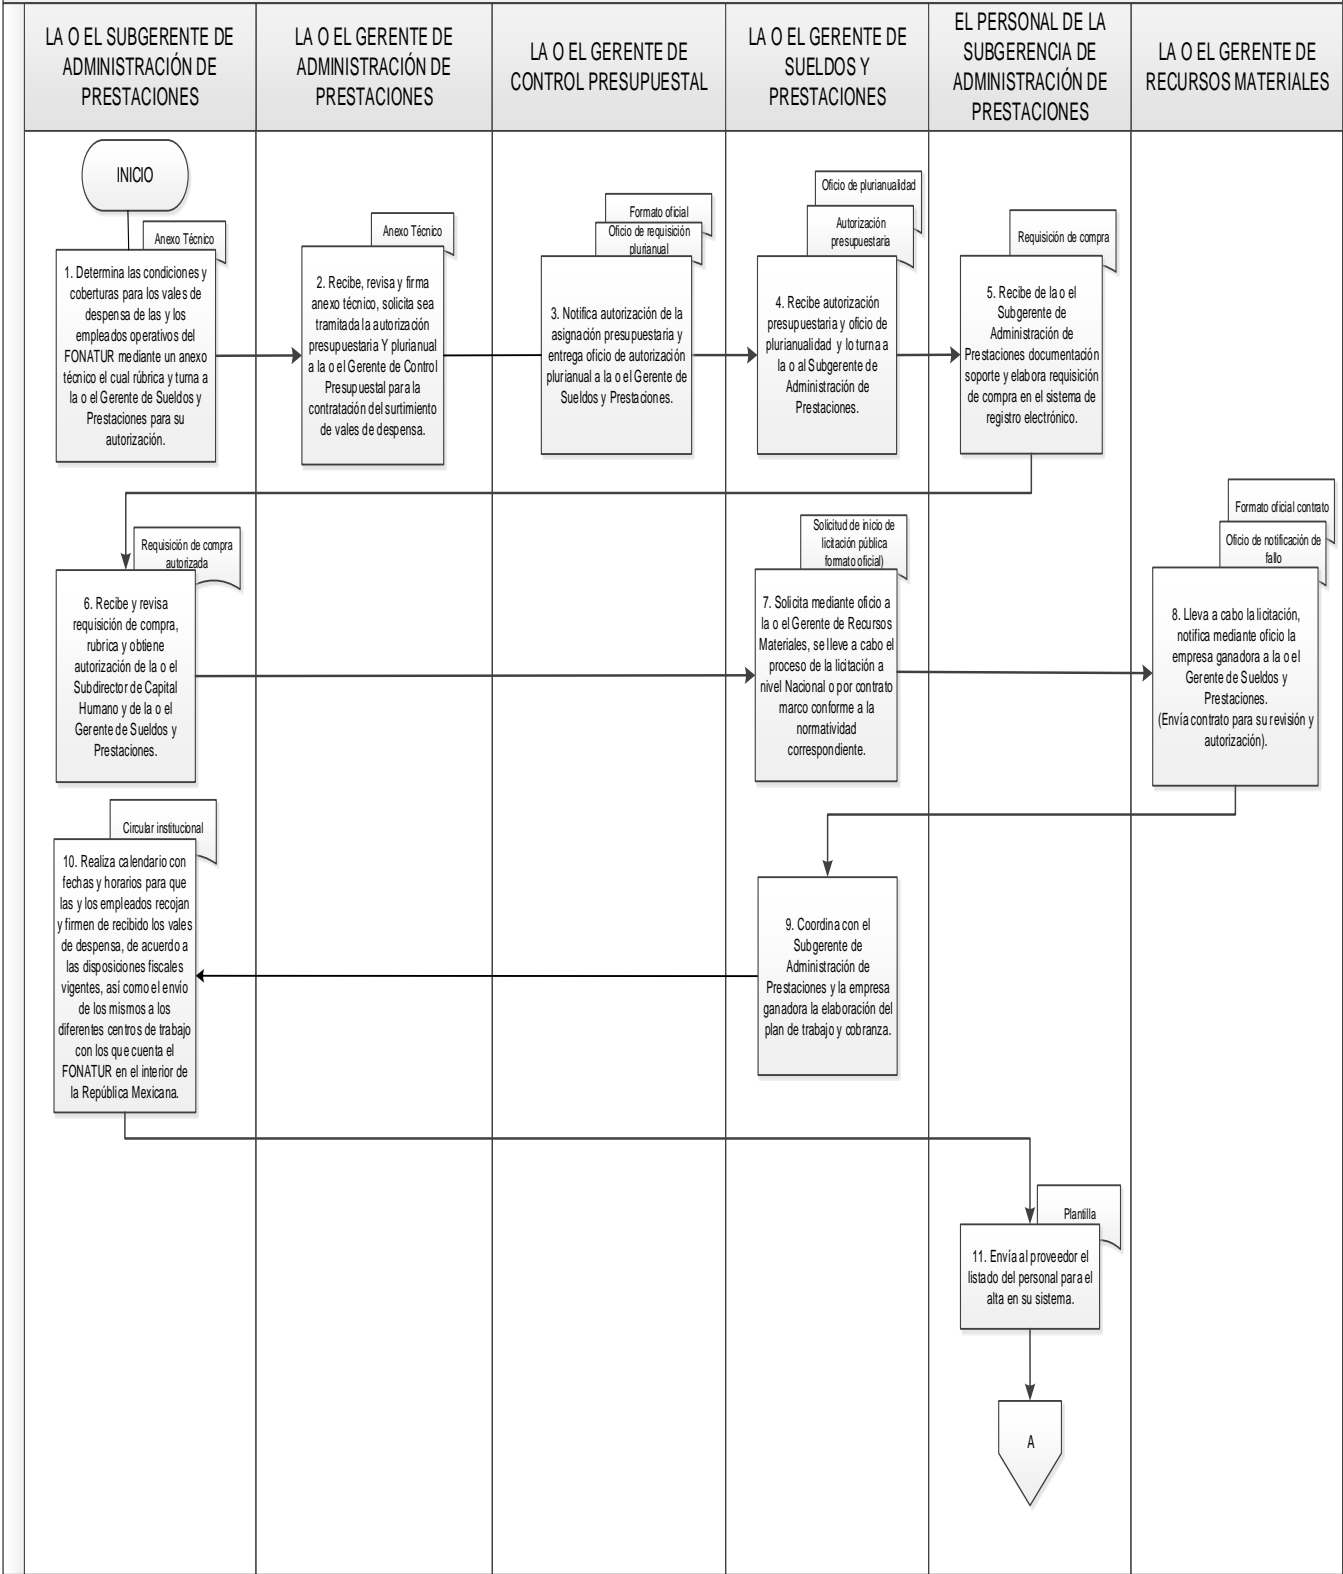 LA O EL SUBGERENTE DE
ADMINISTRACIÓN DE
PRESTACIONES
LA O EL GERENTE DE
ADMINISTRACIÓN DE
PRESTACIONES
LA O EL GERENTE DE
CONTROL PRESUPUESTAL
LA O EL GERENTE DE
SUELDOS Y
PRESTACIONES
EL PERSONAL DE LA
SUBGERENCIA DE
ADMINISTRACIÓN DE
PRESTACIONES
LA O EL GERENTE DE
RECURSOS MATERIALES
INICIO
Anexo Técnico
1. Determina las condiciones y
coberturas para los vales de
despensa de las y los
empleados operativos del
FONATUR mediante un anexo
técnico el cual rúbrica y turna a
la o el Gerente de Sueldos y
Prestaciones para su
autorización.
Anexo Técnico
2. Recibe, revisa y firma
anexo técnico, solicita sea
tramitada la autorización
presupuestaria Y plurianual
a la o el Gerente de Control
Presupuestal para la
contratación del surtimiento
de vales de despensa.
Formato oficial
Oficio de requisición
plurianual
3. Notifica autorización de la
asignación presupuestaria y
entrega oficio de autorización
plurianual a la o el Gerente de
Sueldos y Prestaciones.
Oficio de plurianualidad
Autorización
presupuestaria
4. Recibe autorización
presupuestaria y oficio de
plurianualidad y lo turna a
la o al Subgerente de
Administración de
Prestaciones.
Requisición de compra
5. Recibe de la o el
Subgerente de
Administración de
Prestaciones documentación
soporte y elabora requisición
de compra en el sistema de
registro electrónico.
Requisición de compra
autorizada
6. Recibe y revisa
requisición de compra,
rubrica y obtiene
autorización de la o el
Subdirector de Capital
Humano y de la o el
Gerente de Sueldos y
Prestaciones.
Solicitud de inicio de
licitación pública
formato oficial)
7. Solicita mediante oficio a
la o el Gerente de Recursos
Materiales, se lleve a cabo el
proceso de la licitación a
nivel Nacional o por contrato
marco conforme a la
normatividad
correspondiente.
Formato oficial contrato
Oficio de notificación de
fallo
8. Lleva a cabo la licitación,
notifica mediante oficio la
empresa ganadora a la o el
Gerente de Sueldos y
Prestaciones.
(Envía contrato para su revisión y
autorización).
Circular institucional
10. Realiza calendario con
fechas y horarios para que
las y los empleados recojan
y firmen de recibido los vales
de despensa, de acuerdo a
las disposiciones fiscales
vigentes, así como el envío
de los mismos a los
diferentes centros de trabajo
con los que cuenta el
FONATUR en el interior de
la República Mexicana.
9. Coordina con el
Subgerente de
Administración de
Prestaciones y la empresa
ganadora la elaboración del
plan de trabajo y cobranza.
Plantilla
11. Envía al proveedor el
listado del personal para el
alta en su sistema.
A